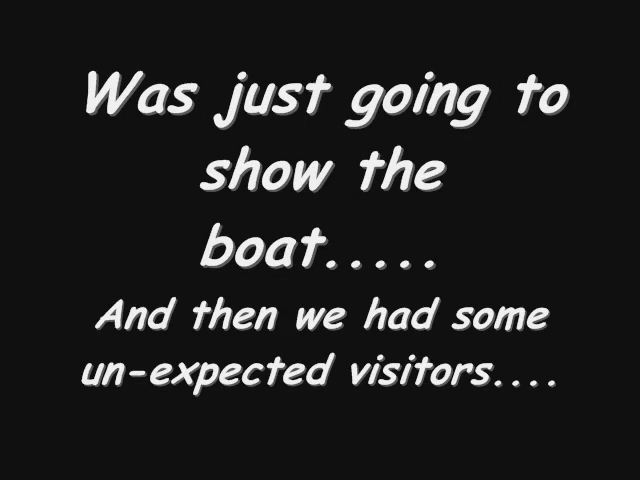 Was just going to
show the
boat.....
And then we had some
un-expected visitors....